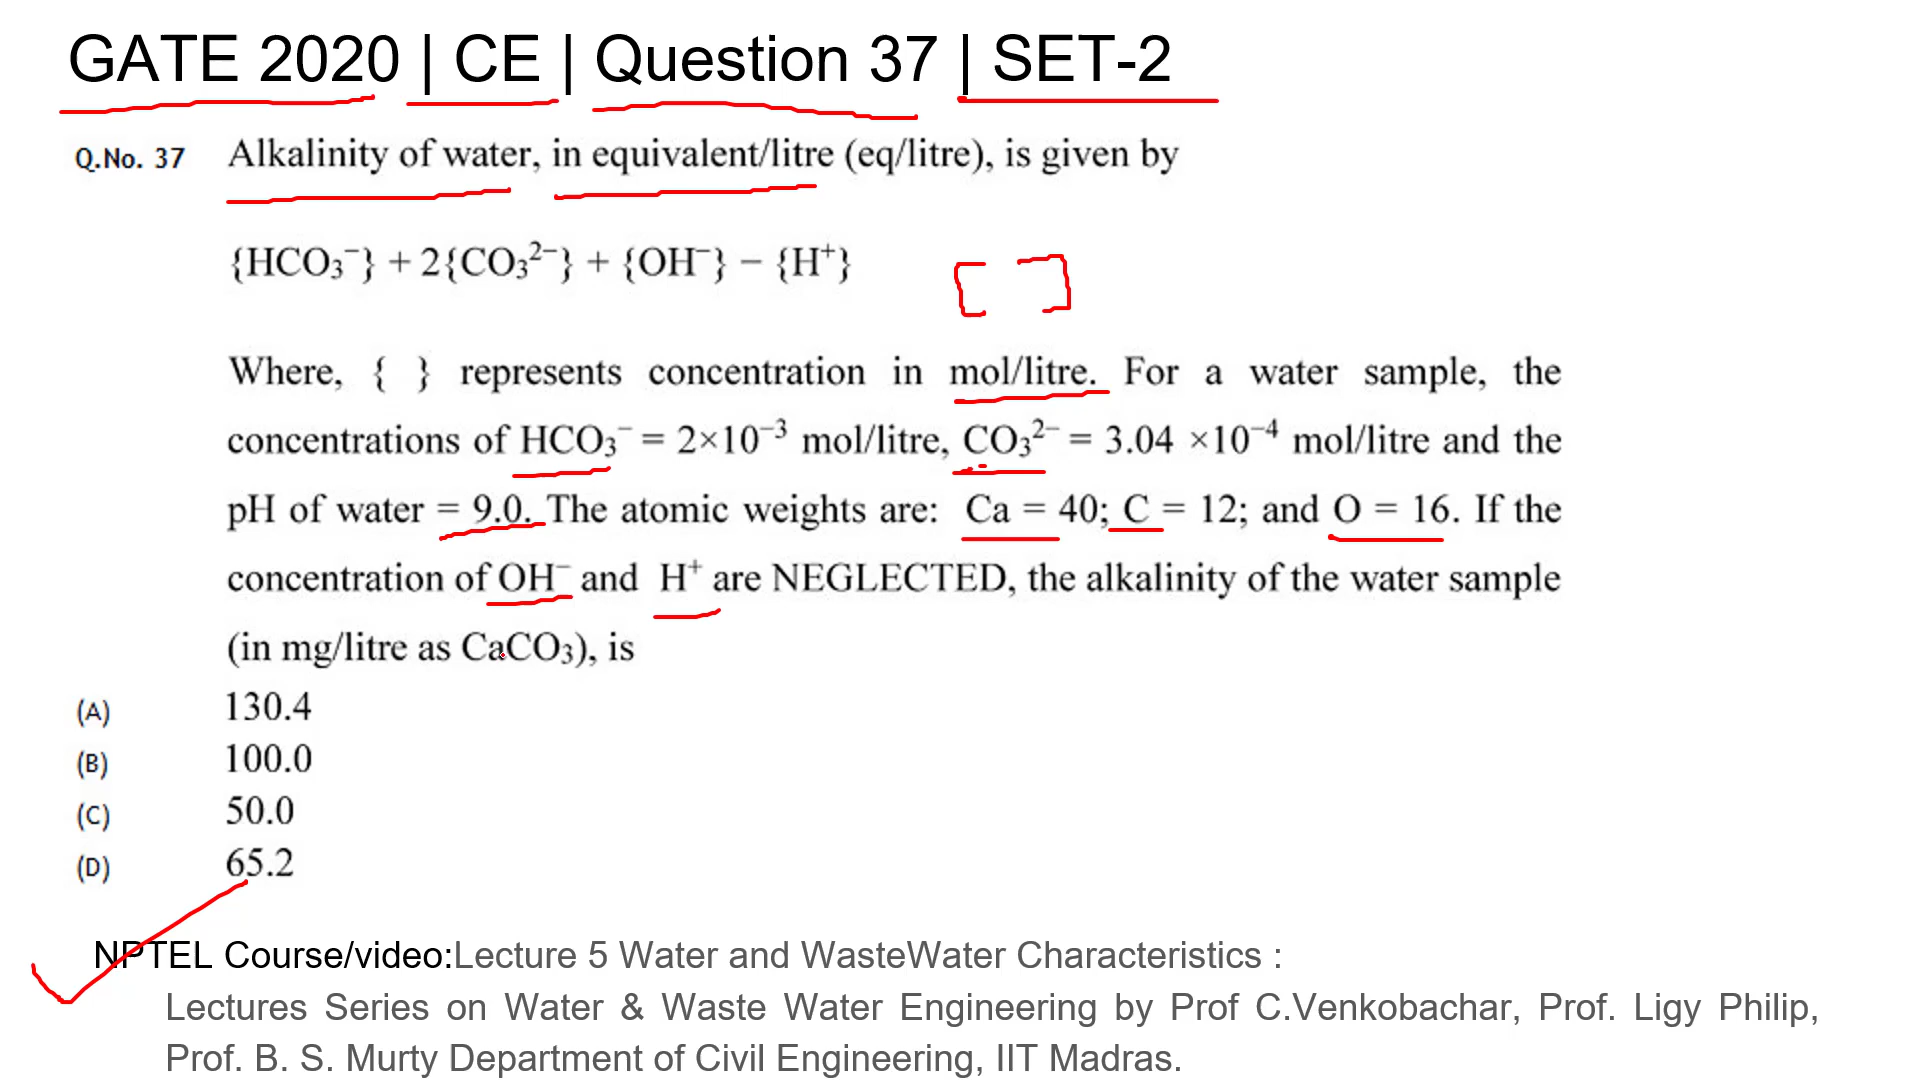 GATE 2020 | CE | Question 37 | SET-2
Q.No. 37 Alkalinity of water, in equivalent/litre (eq/litre), is given by
{HCO₃⁻} + 2{CO₃²⁻} + {OH⁻} − {H⁺}
Where, { } represents concentration in mol/litre. For a water sample, the
concentrations of HCO₃⁻ = 2×10⁻³ mol/litre, CO₃²⁻ = 3.04 ×10⁻⁴ mol/litre and the
pH of water = 9.0. The atomic weights are: Ca = 40; C = 12; and O = 16. If the
concentration of OH⁻ and H⁺ are NEGLECTED, the alkalinity of the water sample
(in mg/litre as CaCO₃), is
(A) 130.4
(B) 100.0
(C) 50.0
(D) 65.2
NPTEL Course/video:Lecture 5 Water and WasteWater Characteristics :
Lectures Series on Water & Waste Water Engineering by Prof C.Venkobachar, Prof. Ligy Philip,
Prof. B. S. Murty Department of Civil Engineering, IIT Madras.